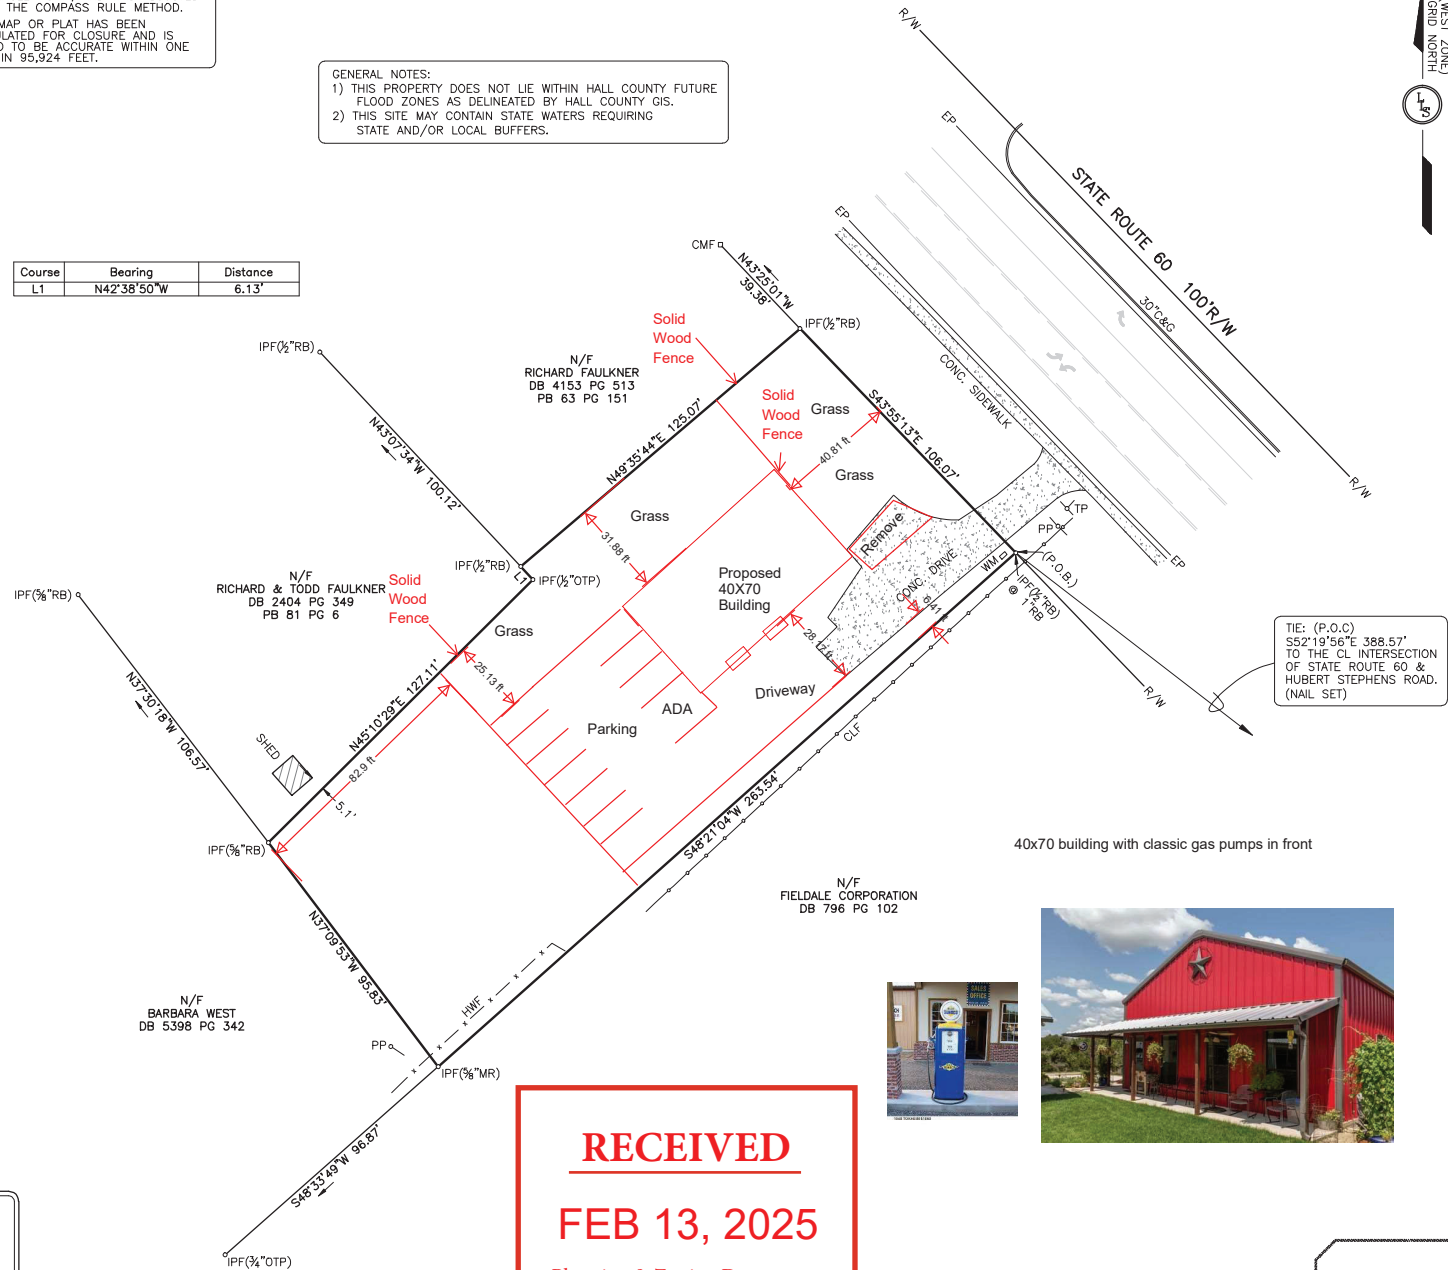 THE COMPASS RULE METHOD.
MAP OR PLAT HAS BEEN
ULATED FOR CLOSURE AND IS
D TO BE ACCURATE WITHIN ONE
IN 95,924 FEET.
GENERAL NOTES:
1) THIS PROPERTY DOES NOT LIE WITHIN HALL COUNTY FUTURE
FLOOD ZONES AS DELINEATED BY HALL COUNTY GIS.
2) THIS SITE MAY CONTAIN STATE WATERS REQUIRING
STATE AND/OR LOCAL BUFFERS.
(WEST ZONE)
GRID NORTH
LLS
R/W
EP
EP
STATE ROUTE 60 100'R/W
30"C&G
CONC. SIDEWALK
R/W
EP
Course Bearing Distance
L1 N42°38'50"W 6.13'
CMF
N43°25'01"W
39.38'
IPF(½"RB)
IPF(½"RB)
N/F
RICHARD FAULKNER
DB 4153 PG 513
PB 63 PG 151
Solid
Wood
Fence
Solid
Wood
Fence
Grass
S43°55'13"E 106.07'
40.81 ft
Grass
N49°35'44"E 125.07'
N43°07'34"W 100.12'
Grass
31.88 ft
Remove
TP
PP
CONC. DRIVE
WM
(P.O.B.)
IPF(½"RB)
@ 1"RB
IPF(½"RB)
L1
IPF(½"OTP)
N/F
RICHARD & TODD FAULKNER
DB 2404 PG 349
PB 81 PG 6
Solid
Wood
Fence
Proposed
40X70
Building
6.41 ft
IPF(⅝"RB)
Grass
25.13 ft
28.17 ft
TIE: (P.O.C)
S52°19'56"E 388.57'
TO THE CL INTERSECTION
OF STATE ROUTE 60 &
HUBERT STEPHENS ROAD.
(NAIL SET)
R/W
N37°30'18"W 106.57'
N45°10'29"E 127.11'
Driveway
ADA
Parking
CLF
SHED
82.9 ft
5.1'
S48°21'04"W 263.54'
IPF(⅝"RB)
40x70 building with classic gas pumps in front
N/F
FIELDALE CORPORATION
DB 796 PG 102
N37°09'53"W 95.83'
HWF
N/F
BARBARA WEST
DB 5398 PG 342
PP
IPF(⅝"MR)
SALES
OFFICE
S48°33'49"W 96.87'
IPF(¾"OTP)
RECEIVED
FEB 13, 2025